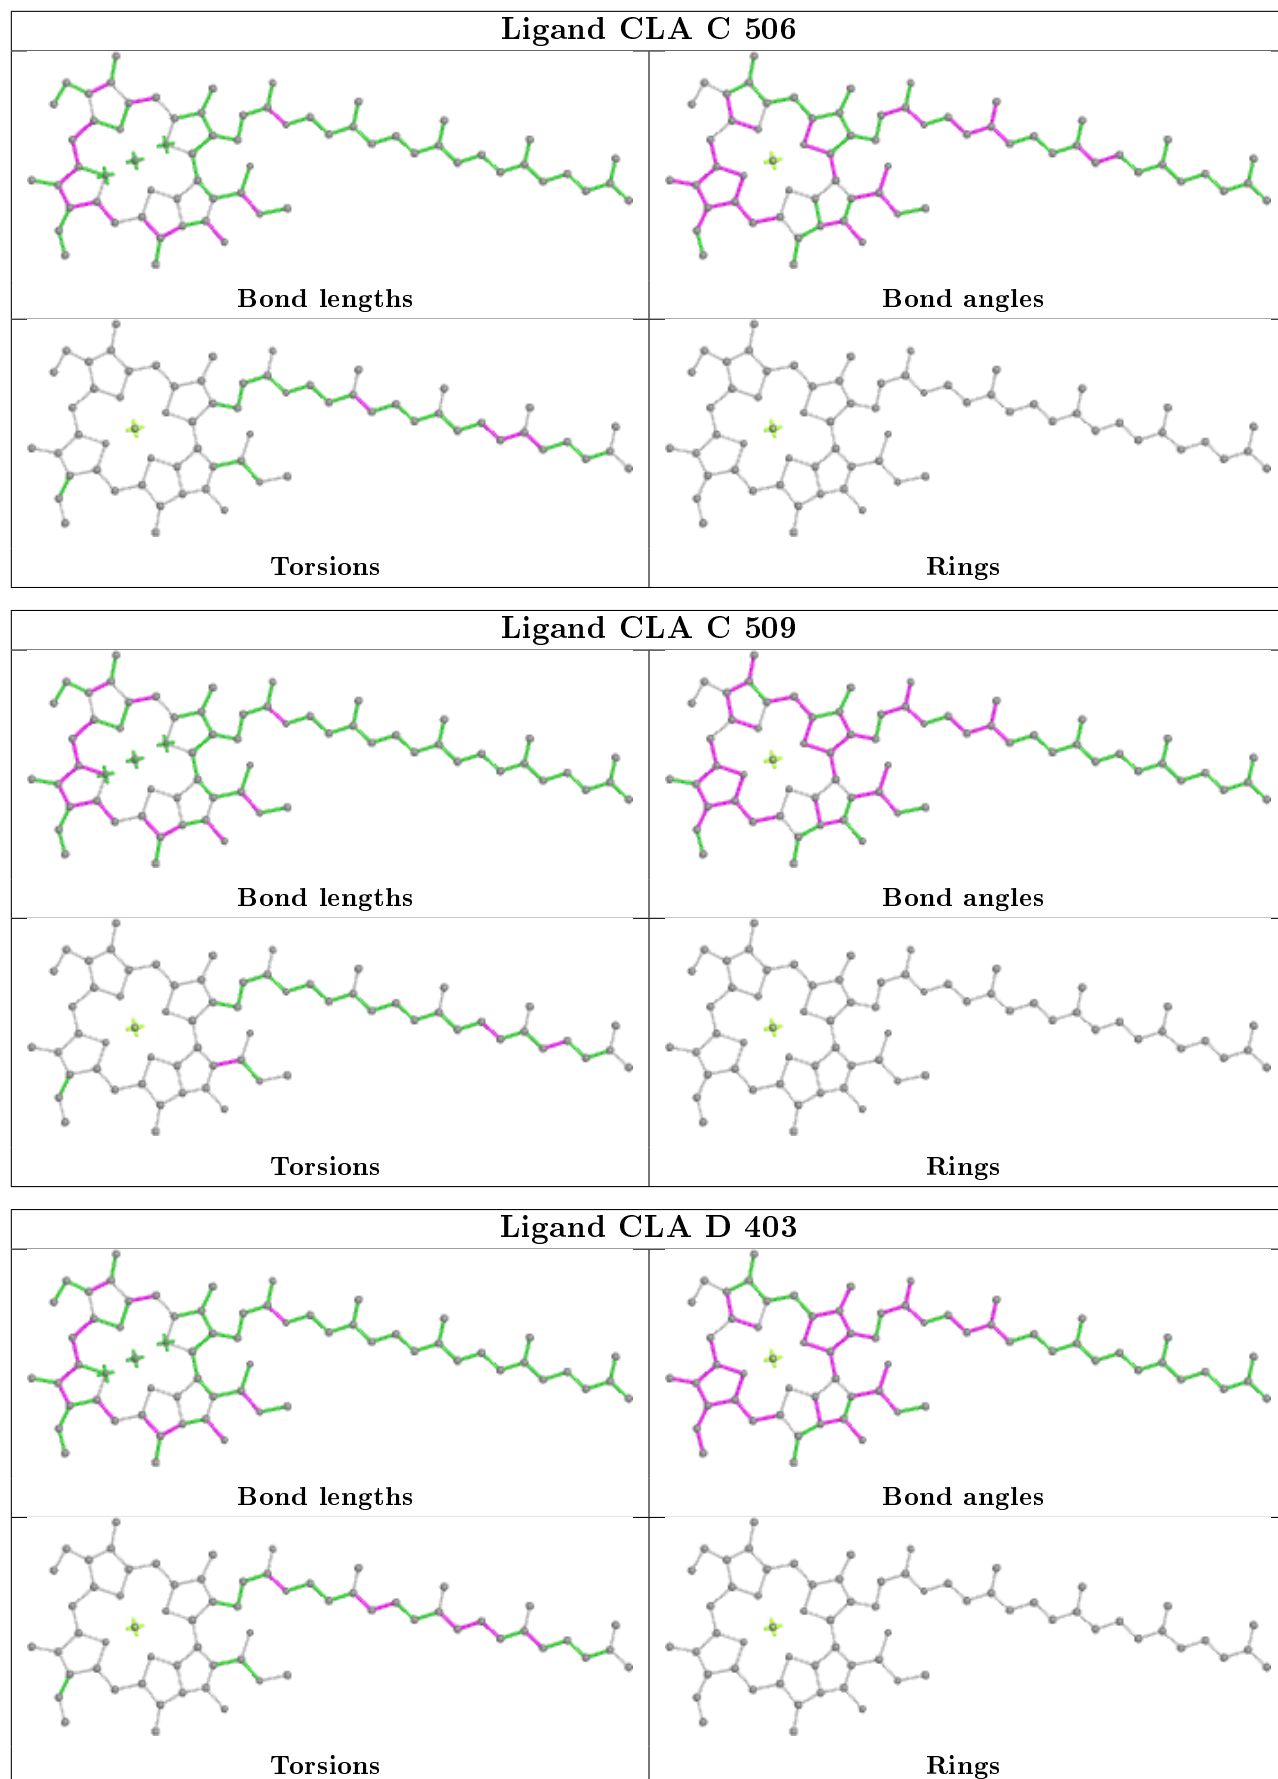 Ligand CLA C 506
Bond lengths
Bond angles
Torsions
Rings
Ligand CLA C 509
Bond lengths
Bond angles
Torsions
Rings
Ligand CLA D 403
Bond lengths
Bond angles
Torsions
Rings